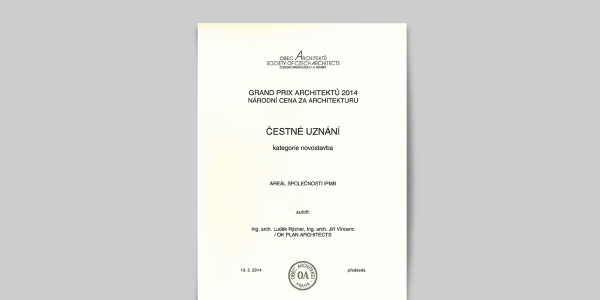 OBEC ARCHITEKTŮ
SOCIETY OF CZECH ARCHITECTS
GRAND PRIX ARCHITEKTŮ 2014
NÁRODNÍ CENA ZA ARCHITEKTURU
ČESTNÉ UZNÁNÍ
kategorie novostavba
AREÁL SPOLEČNOSTI IPMB
autoři:
Ing. arch. Luděk Rýzner, Ing. arch. Jiří Vincenc
/ OK PLAN ARCHITECTS
13. 5. 2014
předseda
OBEC ARCHITEKTŮ
OA
PRAHA